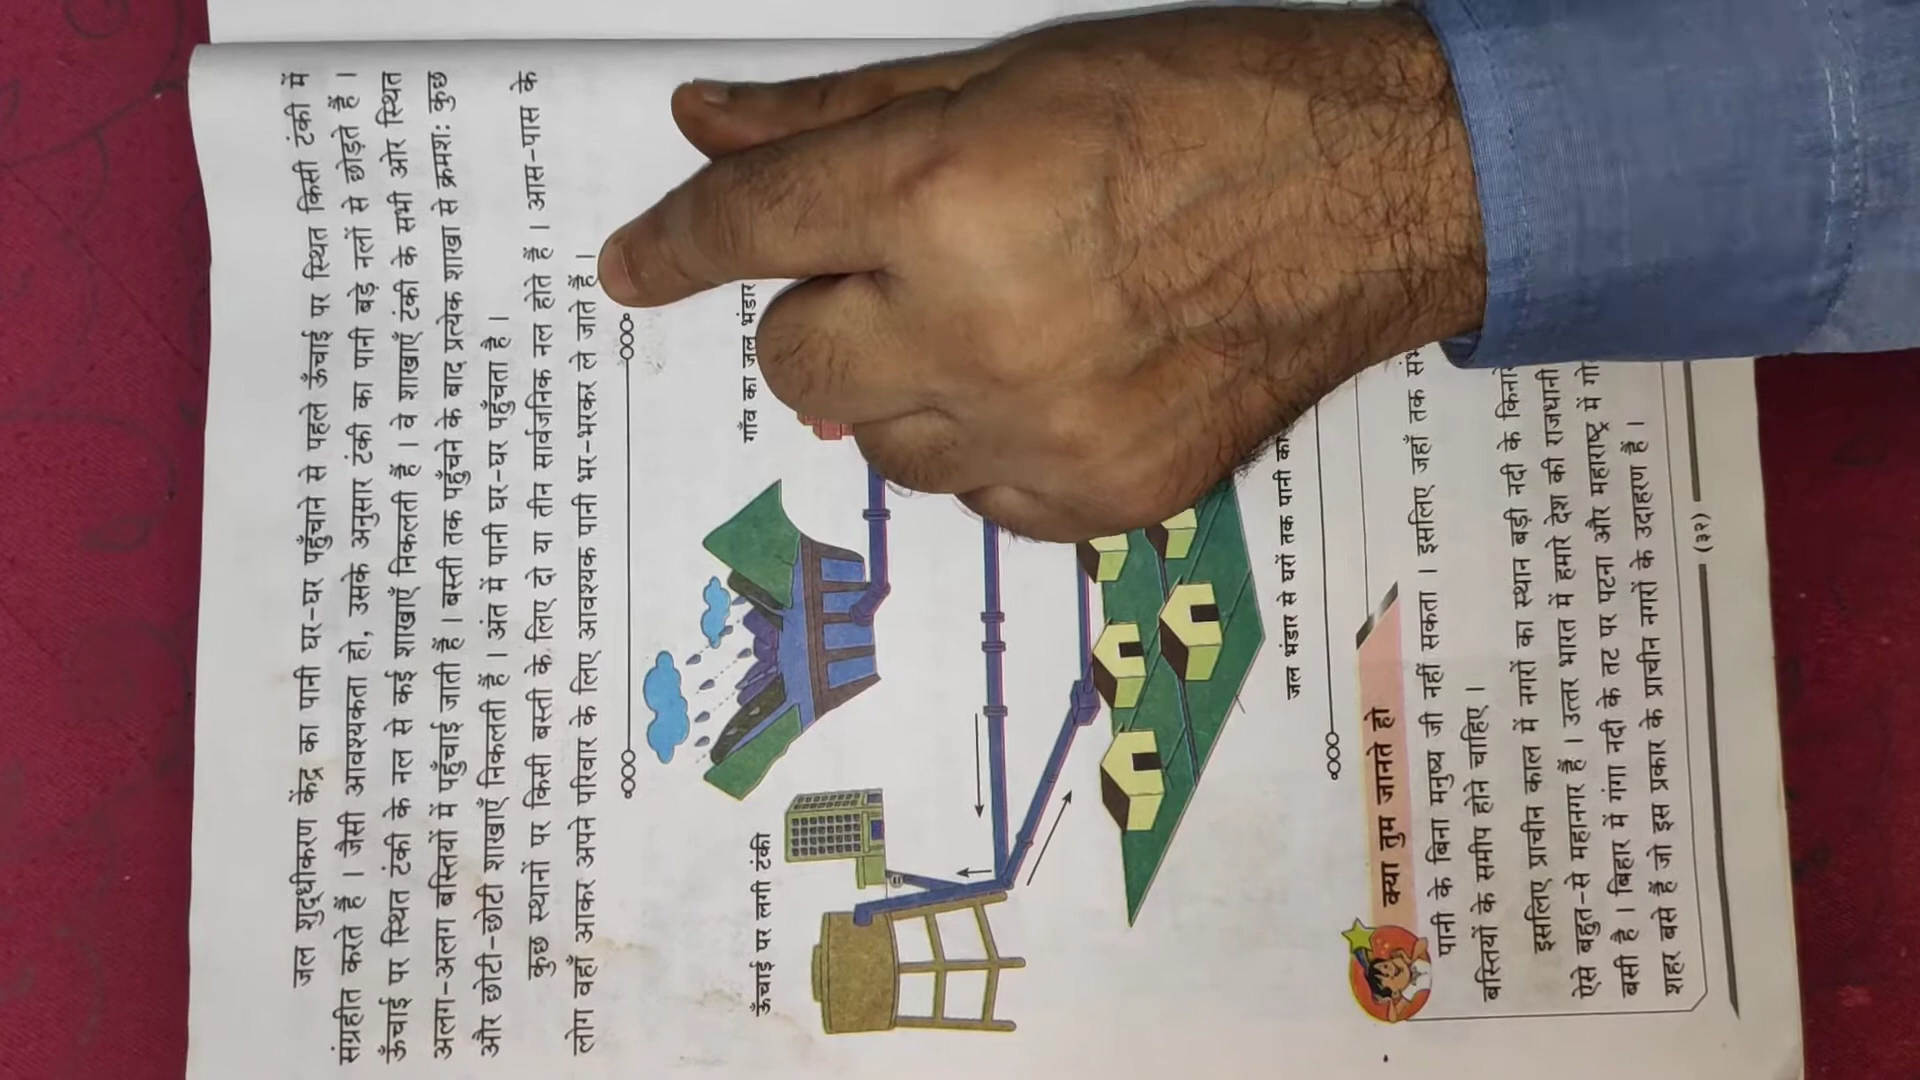 जल शुद्धीकरण केंद्र का पानी घर-घर पहुँचाने से पहले ऊँचाई पर स्थित किसी टंकी में
संग्रहीत करते हैं । जैसी आवश्यकता हो, उसके अनुसार टंकी का पानी बड़े नलों से छोड़ते हैं ।
ऊँचाई पर स्थित टंकी के नल से कई शाखाएँ निकलती हैं । वे शाखाएँ टंकी के सभी ओर स्थित
अलग-अलग बस्तियों में पहुँचाई जाती हैं । बस्ती तक पहुँचने के बाद प्रत्येक शाखा से क्रमशः कुछ
और छोटी-छोटी शाखाएँ निकलती हैं । अंत में पानी घर-घर पहुँचता है ।
कुछ स्थानों पर किसी बस्ती के लिए दो या तीन सार्वजनिक नल होते हैं । आस-पास के
लोग वहाँ आकर अपने परिवार के लिए आवश्यक पानी भर-भरकर ले जाते हैं ।
ऊँचाई पर लगी टंकी
गाँव का जल भंडार
जल भंडार से घरों तक पानी का
क्या तुम जानते हो
पानी के बिना मनुष्य जी नहीं सकता । इसलिए जहाँ तक
बस्तियों के समीप होने चाहिए ।
इसलिए प्राचीन काल में नगरों का स्थान बड़ी नदी के
ऐसे बहुत-से महानगर हैं । उत्तर भारत में हमारे देश की राजधानी
बसी है । बिहार में गंगा नदी के तट पर पटना और महाराष्ट्र में
शहर बसे हैं जो इस प्रकार के प्राचीन नगरों के उदाहरण हैं ।
(३२)